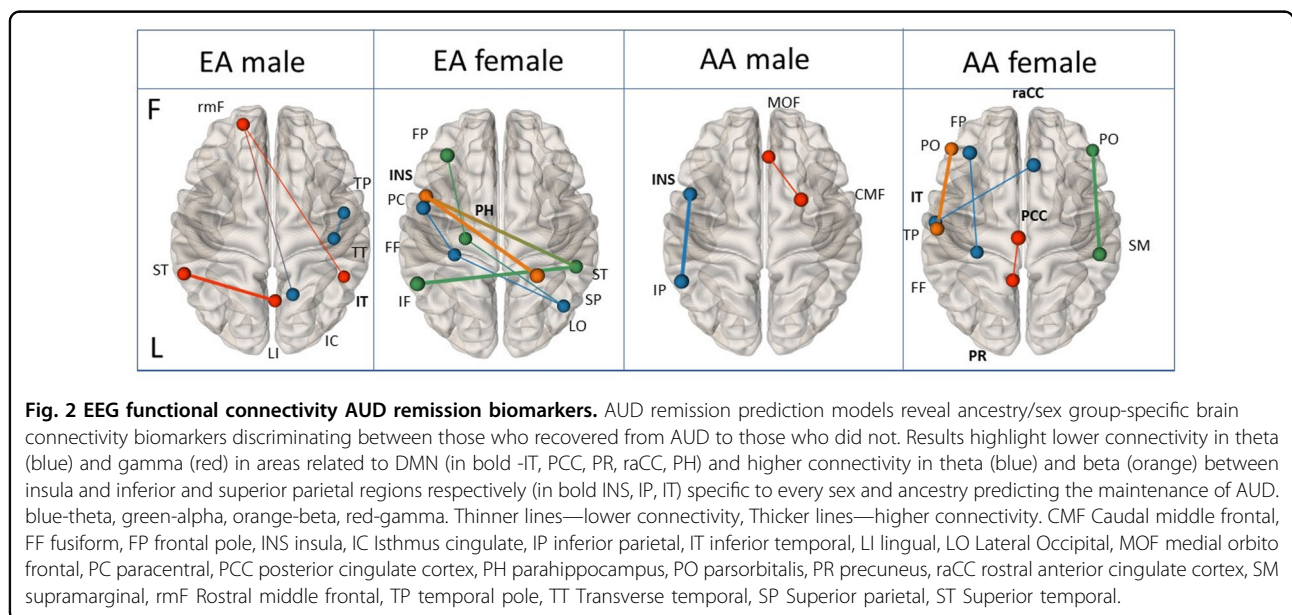 EA male
EA female
AA male
AA female
F
rmF
TP
TT
ST
IT
IC
LI
L
FP
INS
PC
PH
FF
IF
ST
SP
LO
MOF
INS
CMF
IP
raCC
FP
PO
PO
IT
PCC
TP
SM
FF
PR
Fig. 2 EEG functional connectivity AUD remission biomarkers. AUD remission prediction models reveal ancestry/sex group-specific brain
connectivity biomarkers discriminating between those who recovered from AUD to those who did not. Results highlight lower connectivity in theta
(blue) and gamma (red) in areas related to DMN (in bold -IT, PCC, PR, raCC, PH) and higher connectivity in theta (blue) and beta (orange) between
insula and inferior and superior parietal regions respectively (in bold INS, IP, IT) specific to every sex and ancestry predicting the maintenance of AUD.
blue-theta, green-alpha, orange-beta, red-gamma. Thinner lines—lower connectivity, Thicker lines—higher connectivity. CMF Caudal middle frontal,
FF fusiform, FP frontal pole, INS insula, IC Isthmus cingulate, IP inferior parietal, IT inferior temporal, LI lingual, LO Lateral Occipital, MOF medial orbito
frontal, PC paracentral, PCC posterior cingulate cortex, PH parahippocampus, PO parsorbitalis, PR precuneus, raCC rostral anterior cingulate cortex, SM
supramarginal, rmF Rostral middle frontal, TP temporal pole, TT Transverse temporal, SP Superior parietal, ST Superior temporal.